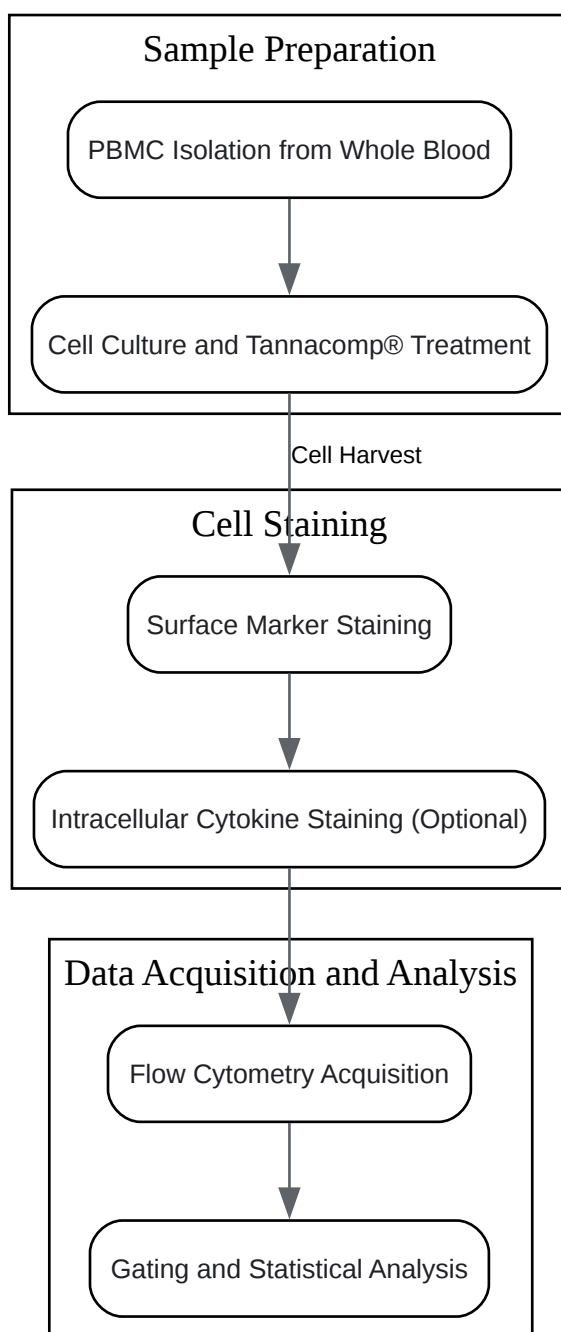 Sample Preparation
PBMC Isolation from Whole Blood
Cell Culture and Tannacomp® Treatment
Cell Harvest
Cell Staining
Surface Marker Staining
Intracellular Cytokine Staining (Optional)
Data Acquisition and Analysis
Flow Cytometry Acquisition
Gating and Statistical Analysis